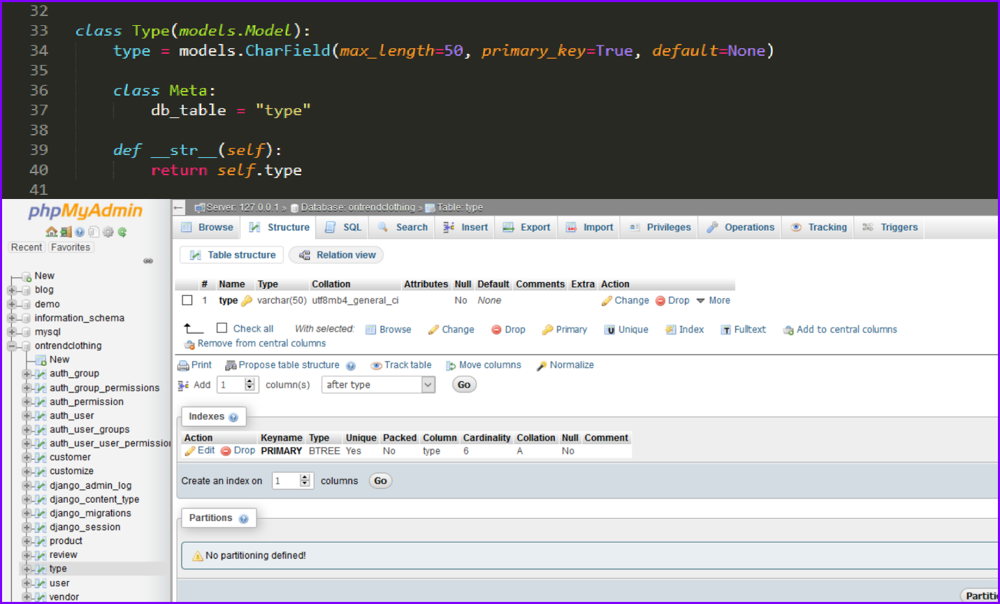 32
33 class Type(models.Model):
34 type = models.CharField(max_length=50, primary_key=True, default=None)
35
36 class Meta:
37 db_table = "type"
38
39 def __str__(self):
40 return self.type
41
phpMyAdmin
Recent Favorites
New
blog
demo
information_schema
mysql
ontrendclothing
New
auth_group
auth_group_permissions
auth_permission
auth_user
auth_user_groups
auth_user_user_permission
customer
customize
django_admin_log
django_content_type
django_migrations
django_session
product
review
type
user
vendor
Server: 127.0.0.1 » Database: ontrendclothing » Table: type
Browse Structure SQL Search Insert Export Import Privileges Operations Tracking Triggers
Table structure Relation view
# Name Type Collation Attributes Null Default Comments Extra Action
1 type varchar(50) utf8mb4_general_ci No None Change Drop More
Check all With selected: Browse Change Drop Primary Unique Index Fulltext Add to central columns
Remove from central columns
Print Propose table structure Track table Move columns Normalize
Add 1 column(s) after type Go
Indexes
Action Keyname Type Unique Packed Column Cardinality Collation Null Comment
Edit Drop PRIMARY BTREE Yes No type 6 A No
Create an index on 1 columns Go
Partitions
No partitioning defined!
Partiti